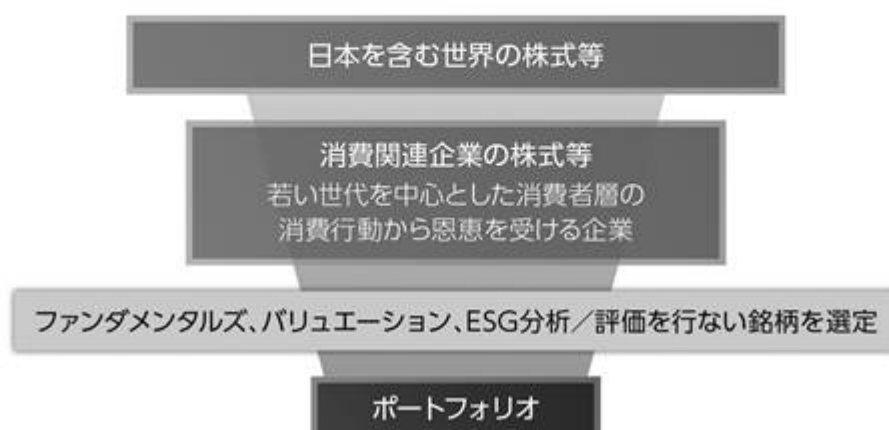 日本を含む世界の株式等
消費関連企業の株式等
若い世代を中心とした消費者層の
消費行動から恩恵を受ける企業
ファンダメンタルズ、バリュエーション、ESG分析／評価を行ない銘柄を選定
ポートフォリオ